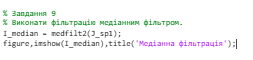 % Завдання 9
% Виконати фільтрацію медіанним фільтром.
I_median = medfilt2(J_sp1);
figure,imshow(I_median),title('Медіанна фільтрація');